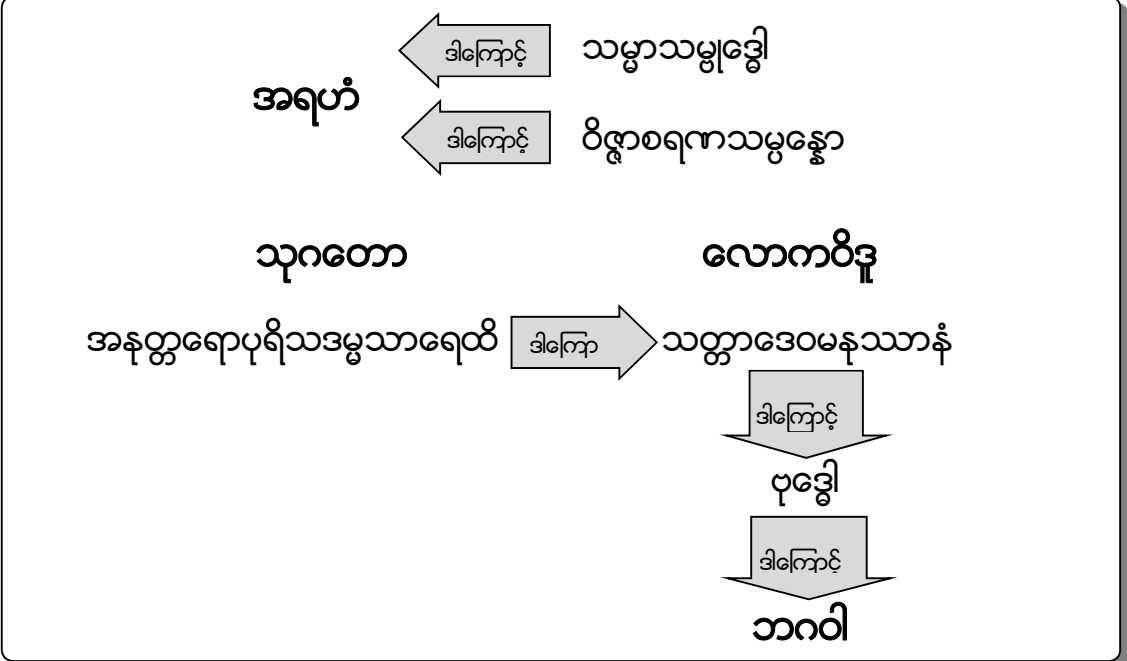 ဒါကြောင့် သမ္မာသမ္ဗုဒ္ဓေါ
အရဟံ
ဒါကြောင့် ဝိဇ္ဇာစရဏသမ္ပန္နော
သုဂတော လောကဝိဒူ
အနုတ္တရောပုရိသဒမ္မသာရေထိ ဒါကြော သတ္တာဒေဝမနုဿာနံ
ဒါကြောင့်
ဗုဒ္ဓေါ
ဒါကြောင့်
ဘဂဝါ